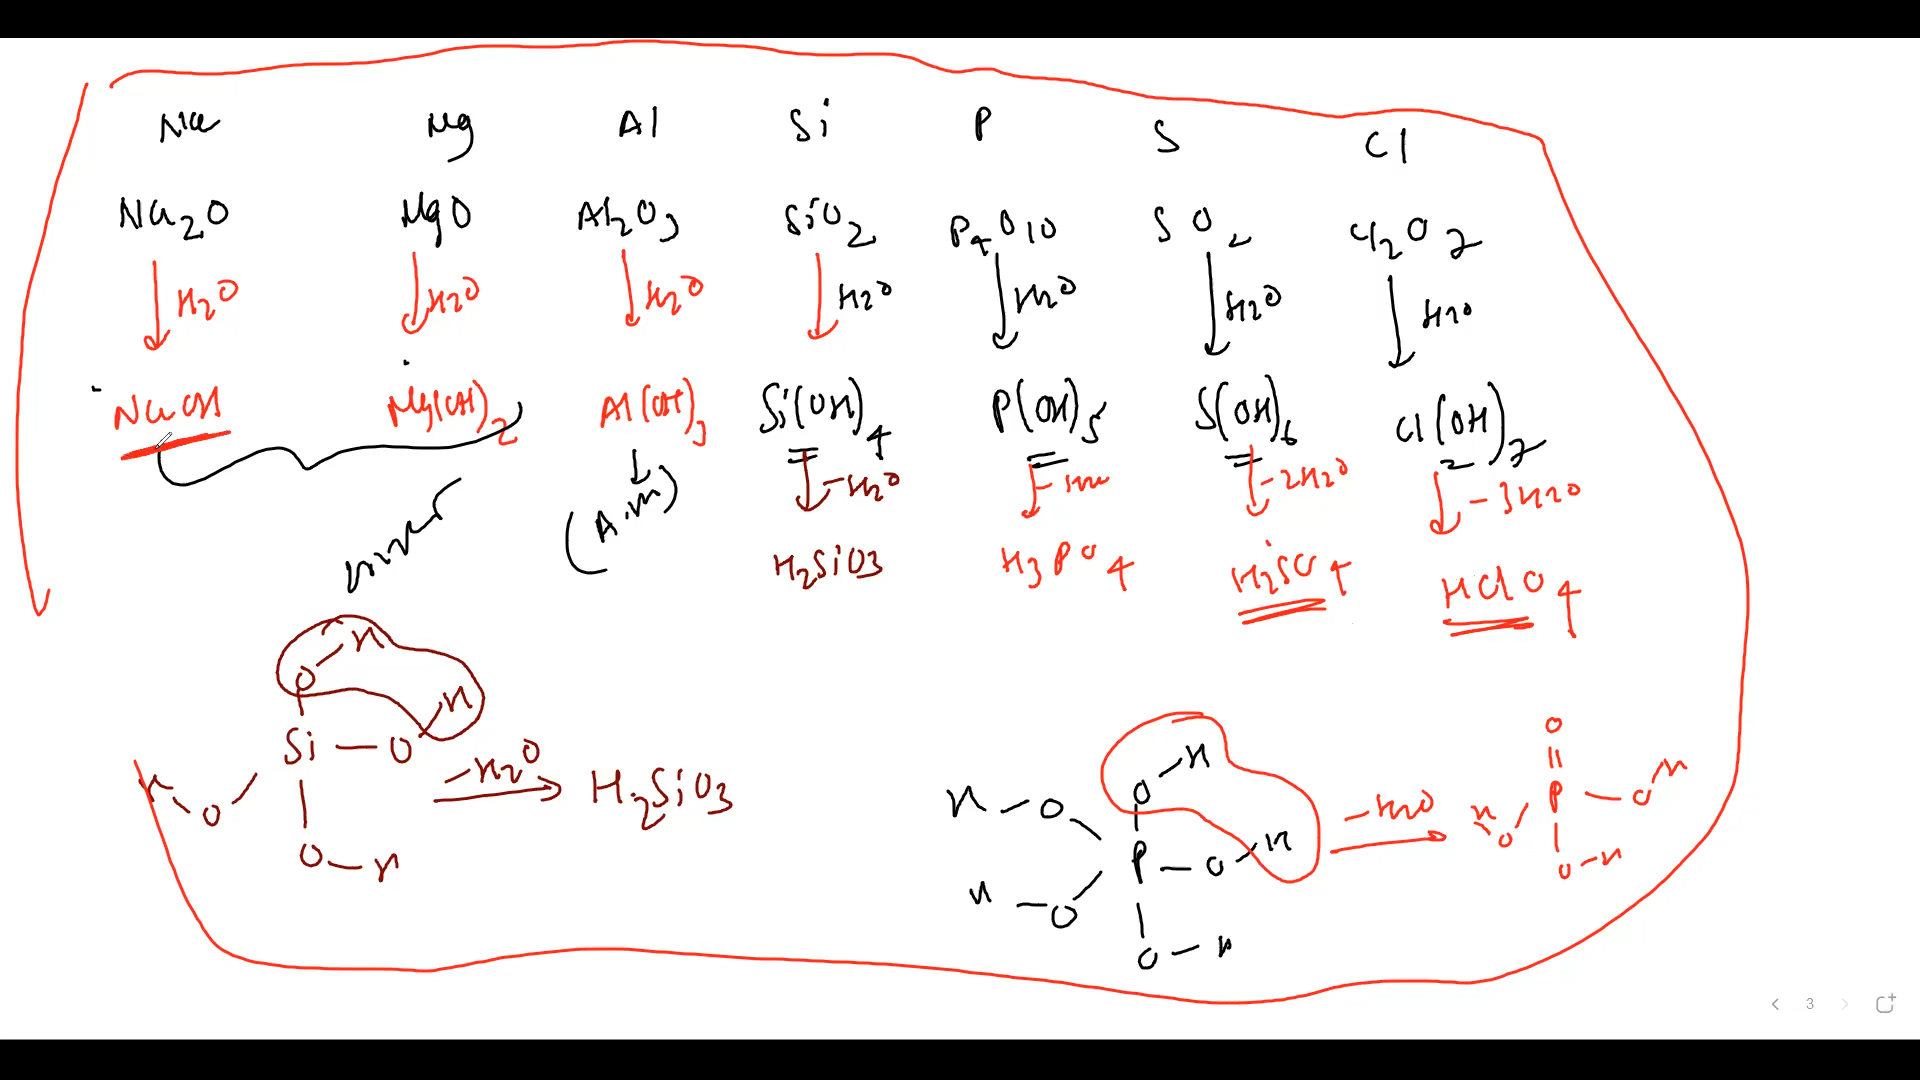 Na Mg Al Si P S Cl
Na2O MgO Al2O3 SiO2 P4O10 SO2 Cl2O7
H2O H2O H2O H2O H2O H2O H2O
NaOH Mg(OH)2 Al(OH)3 Si(OH)4 P(OH)5 S(OH)6 Cl(OH)7
-H2O -H2O -2H2O -3H2O
(A.m)
H2SiO3 H3PO4 H2SO4 HClO4
O H
H
Si O
H O
O H
-H2O
H2SiO3
H O O H
P O H
H O
O H
-H2O
O
H O P O H
O H
3